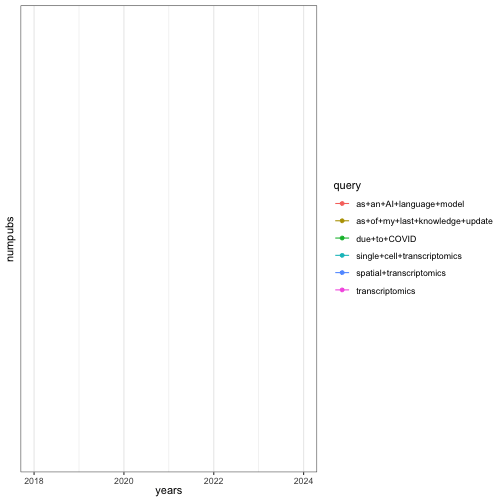 numpubs
2018 2020 2022 2024
years
query
as+an+AI+language+model
as+of+my+last+knowledge+update
due+to+COVID
single+cell+transcriptomics
spatial+transcriptomics
transcriptomics